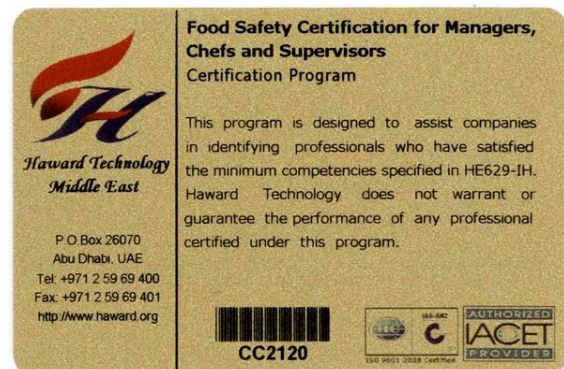 Haward Technology
Middle East
P.O.Box 26070
Abu Dhabi, UAE
Tel: +971 2 59 69 400
Fax: +971 2 59 69 401
http://www.haward.org
Food Safety Certification for Managers,
Chefs and Supervisors
Certification Program
This program is designed to assist companies
in identifying professionals who have satisfied
the minimum competencies specified in HE629-IH.
Haward Technology does not warrant or
guarantee the performance of any professional
certified under this program.
CC2120
ISO 9001:2008 Certified
AUTHORIZED
IACET
PROVIDER